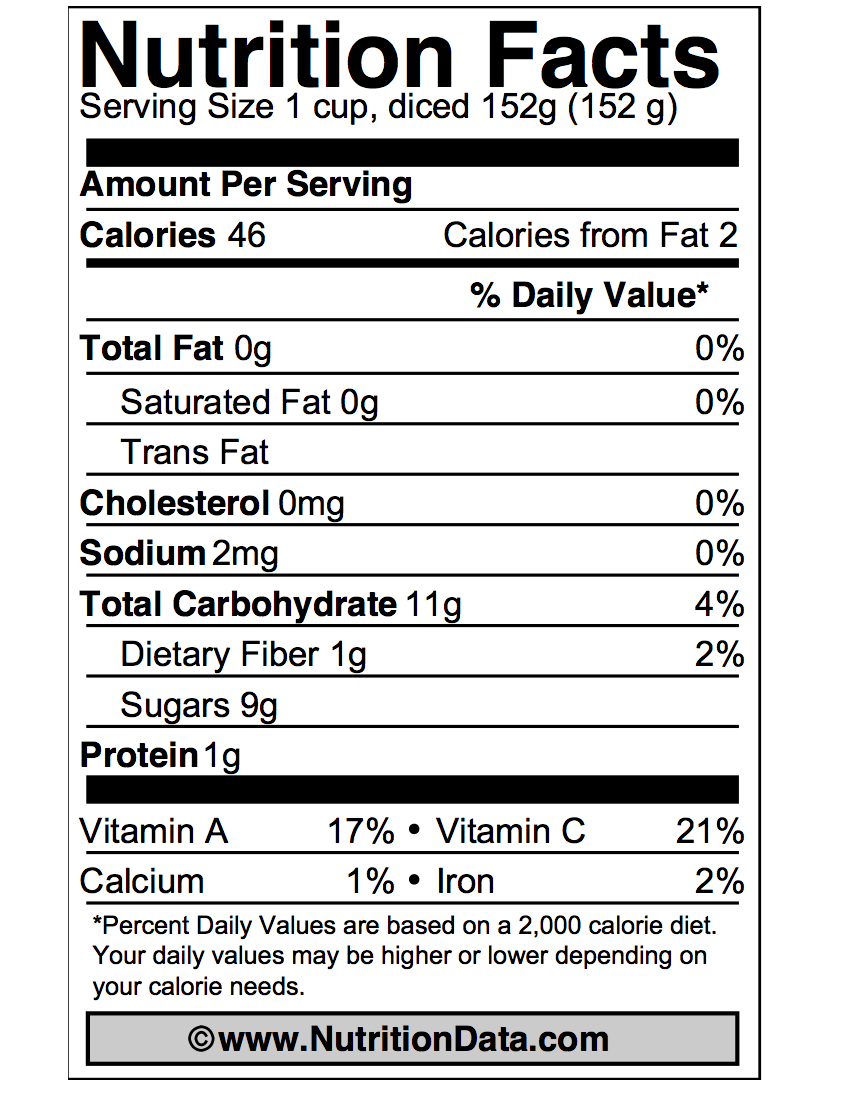 Nutrition Facts
Serving Size 1 cup, diced 152g (152 g)
Amount Per Serving
Calories 46 Calories from Fat 2
% Daily Value*
Total Fat 0g 0%
Saturated Fat 0g 0%
Trans Fat
Cholesterol 0mg 0%
Sodium 2mg 0%
Total Carbohydrate 11g 4%
Dietary Fiber 1g 2%
Sugars 9g
Protein 1g
Vitamin A 17% • Vitamin C 21%
Calcium 1% • Iron 2%
*Percent Daily Values are based on a 2,000 calorie diet.
Your daily values may be higher or lower depending on
your calorie needs.
©www.NutritionData.com